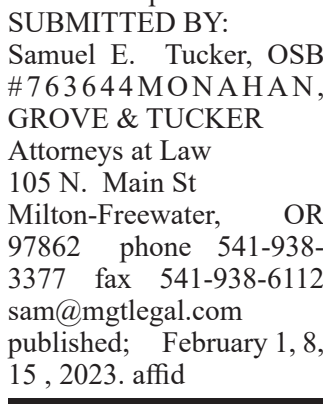 SUBMITTED BY:
Samuel E. Tucker, OSB
#763644MONAHAN,
GROVE & TUCKER
Attorneys at Law
105 N. Main St
Milton-Freewater, OR
97862 phone 541-938-
3377 fax 541-938-6112
sam@mgtlegal.com
published; February 1, 8,
15 , 2023. affid